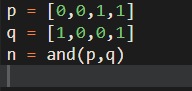 p = [0,0,1,1]
q = [1,0,0,1]
n = and(p,q)